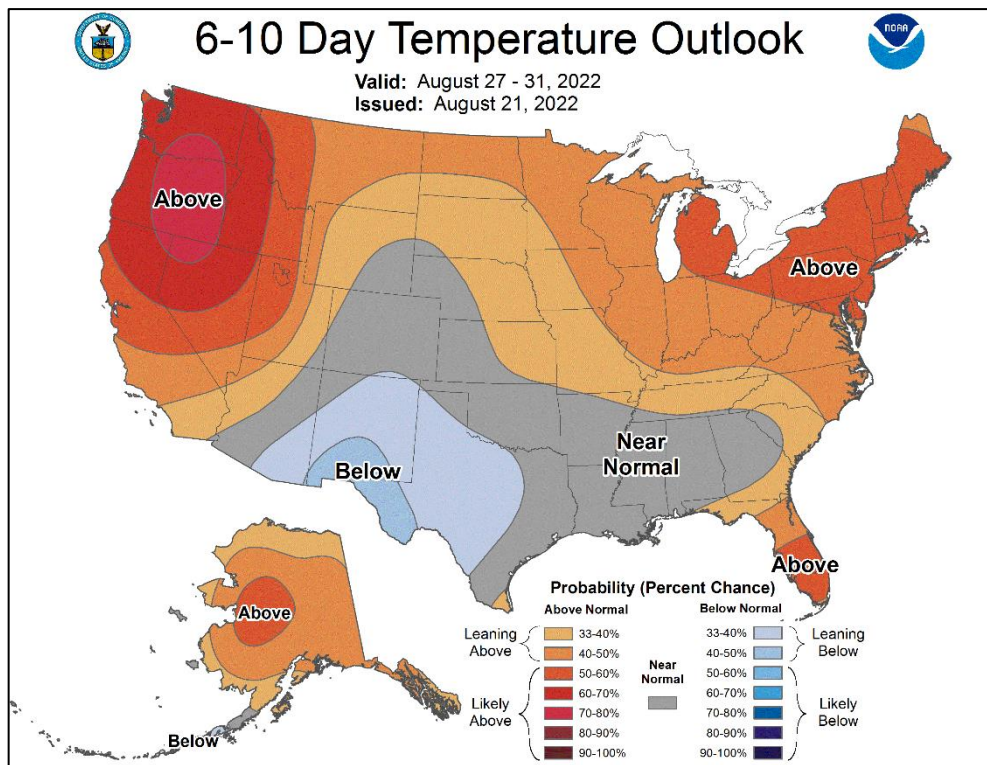 6-10 Day Temperature Outlook
NOAA
Valid: August 27 - 31, 2022
Issued: August 21, 2022
Above
Above
Near
Normal
Below
Above
Above
Below
Probability (Percent Chance)
Above Normal
Below Normal
Leaning
Above
33-40%
40-50%
Likely
Above
50-60%
60-70%
70-80%
80-90%
90-100%
Near
Normal
33-40%
40-50%
Leaning
Below
50-60%
60-70%
70-80%
80-90%
90-100%
Likely
Below